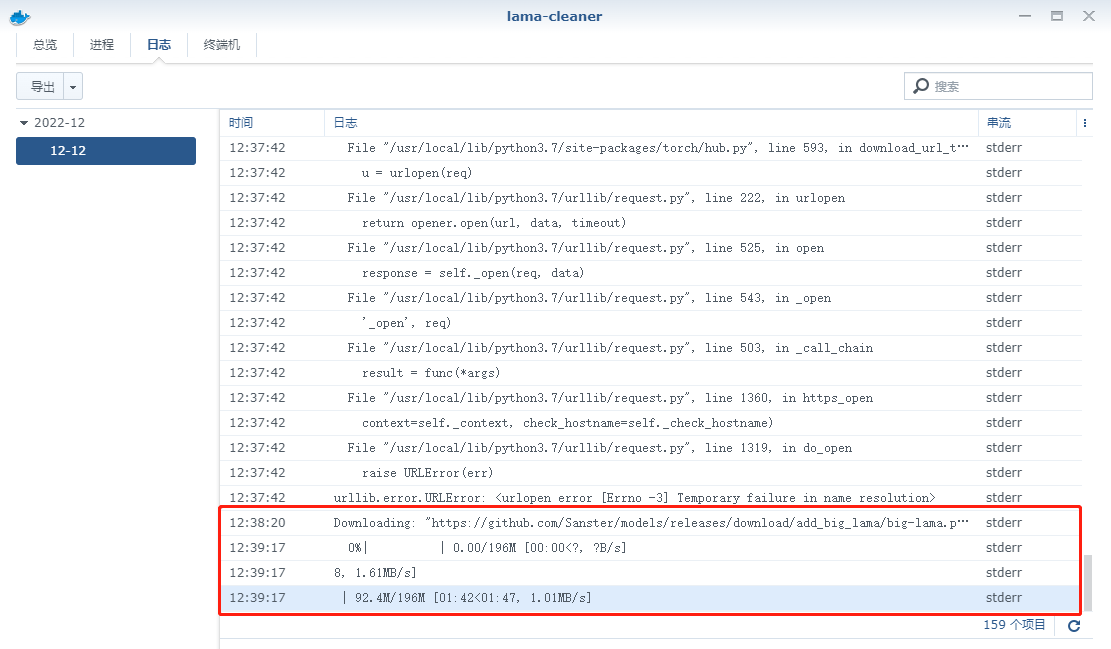 lama-cleaner
总览 进程 日志 终端机
导出 搜索
2022-12
12-12
时间 日志 串流
12:37:42 File "/usr/local/lib/python3.7/site-packages/torch/hub.py", line 593, in download_url_t··· stderr
12:37:42 u = urlopen(req) stderr
12:37:42 File "/usr/local/lib/python3.7/urllib/request.py", line 222, in urlopen stderr
12:37:42 return opener.open(url, data, timeout) stderr
12:37:42 File "/usr/local/lib/python3.7/urllib/request.py", line 525, in open stderr
12:37:42 response = self._open(req, data) stderr
12:37:42 File "/usr/local/lib/python3.7/urllib/request.py", line 543, in _open stderr
12:37:42 '_open', req) stderr
12:37:42 File "/usr/local/lib/python3.7/urllib/request.py", line 503, in _call_chain stderr
12:37:42 result = func(*args) stderr
12:37:42 File "/usr/local/lib/python3.7/urllib/request.py", line 1360, in https_open stderr
12:37:42 context=self._context, check_hostname=self._check_hostname) stderr
12:37:42 File "/usr/local/lib/python3.7/urllib/request.py", line 1319, in do_open stderr
12:37:42 raise URLError(err) stderr
12:37:42 urllib.error.URLError: <urlopen error [Errno -3] Temporary failure in name resolution> stderr
12:38:20 Downloading: "https://github.com/Sanster/models/releases/download/add_big_lama/big-lama.p··· stderr
12:39:17 0%| | 0.00/196M [00:00<?, ?B/s] stderr
12:39:17 8, 1.61MB/s] stderr
12:39:17 | 92.4M/196M [01:42<01:47, 1.01MB/s] stderr
159 个项目